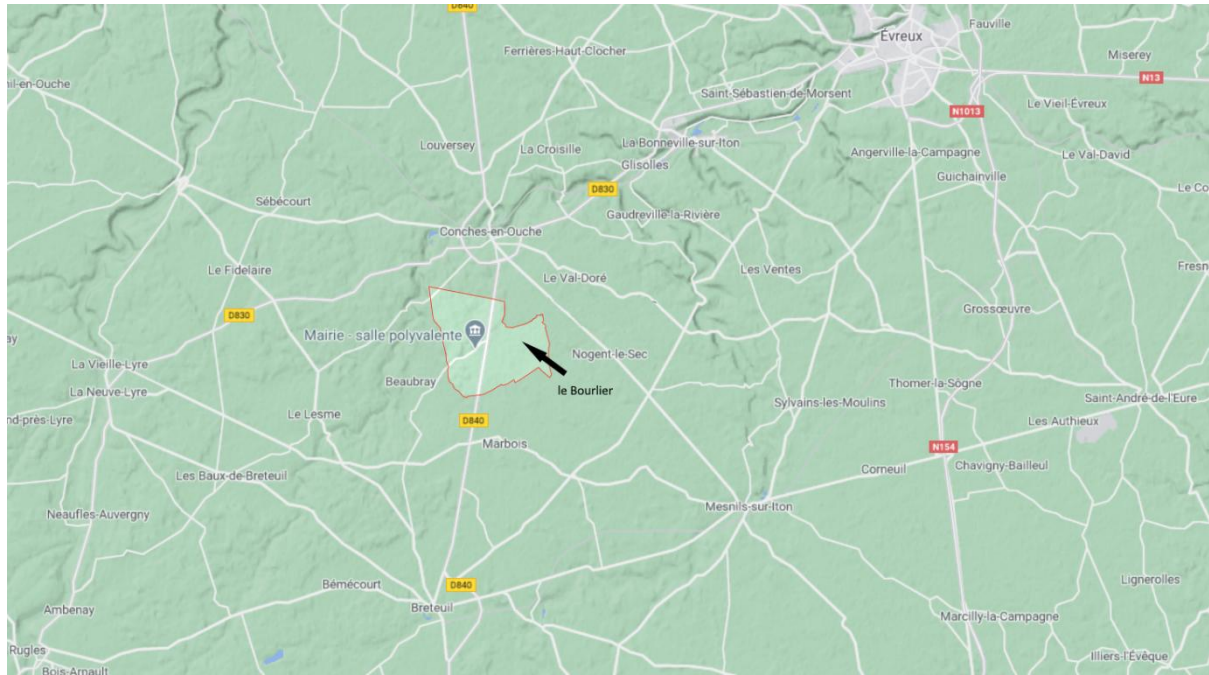 D840
Fauville
Évreux
Ferrières-Haut-Clocher
Miserey
N13
nil-en-Ouche
Saint-Sébastien-de-Morsent
Le Vieil-Évreux
N1013
Louversey
La Croisille
La Bonneville-sur-Iton
Angerville-la-Campagne
Le Val-David
Glisolles
Guichainville
D830
Le Co
Sébécourt
Gaudreville-la-Rivière
Conches-en-Ouche
Le Fidelaire
Le Val-Doré
Les Ventes
Fresn
Grossœuvre
D830
Mairie - salle polyvalente
ay
Nogent-le-Sec
La Vieille-Lyre
Beaubray
le Bourlier
Thomer-la-Sôgne
La Neuve-Lyre
Saint-André-de-l'Eure
Sylvains-les-Moulins
nd-près-Lyre
Le Lesme
D840
Les Authieux
Marbois
N154
Les Baux-de-Breteuil
Corneuil
Chavigny-Bailleul
Neaufles-Auvergny
Mesnils-sur-Iton
Bémécourt
D840
Lignerolles
Ambenay
Breteuil
Marcilly-la-Campagne
Rugles
Illiers-l'Évêque
Bois-Arnault